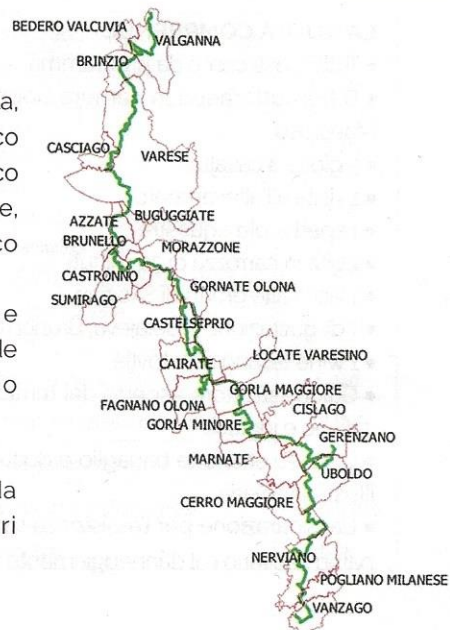 BEDERO VALCUVIA
VALGANNA
BRINZIO
CASCIAGO
VARESE
AZZATE
BUGUGGIATE
BRUNELLO
MORAZZONE
CASTRONNO
GORNATE OLONA
SUMIRAGO
CASTELSEPRIO
LOCATE VARESINO
CAIRATE
GORLA MAGGIORE
FAGNANO OLONA
CISLAGO
GORLA MINORE
GERENZANO
MARNATE
UBOLDO
CERRO MAGGIORE
NERVIANO
POGLIANO MILANESE
VANZAGO